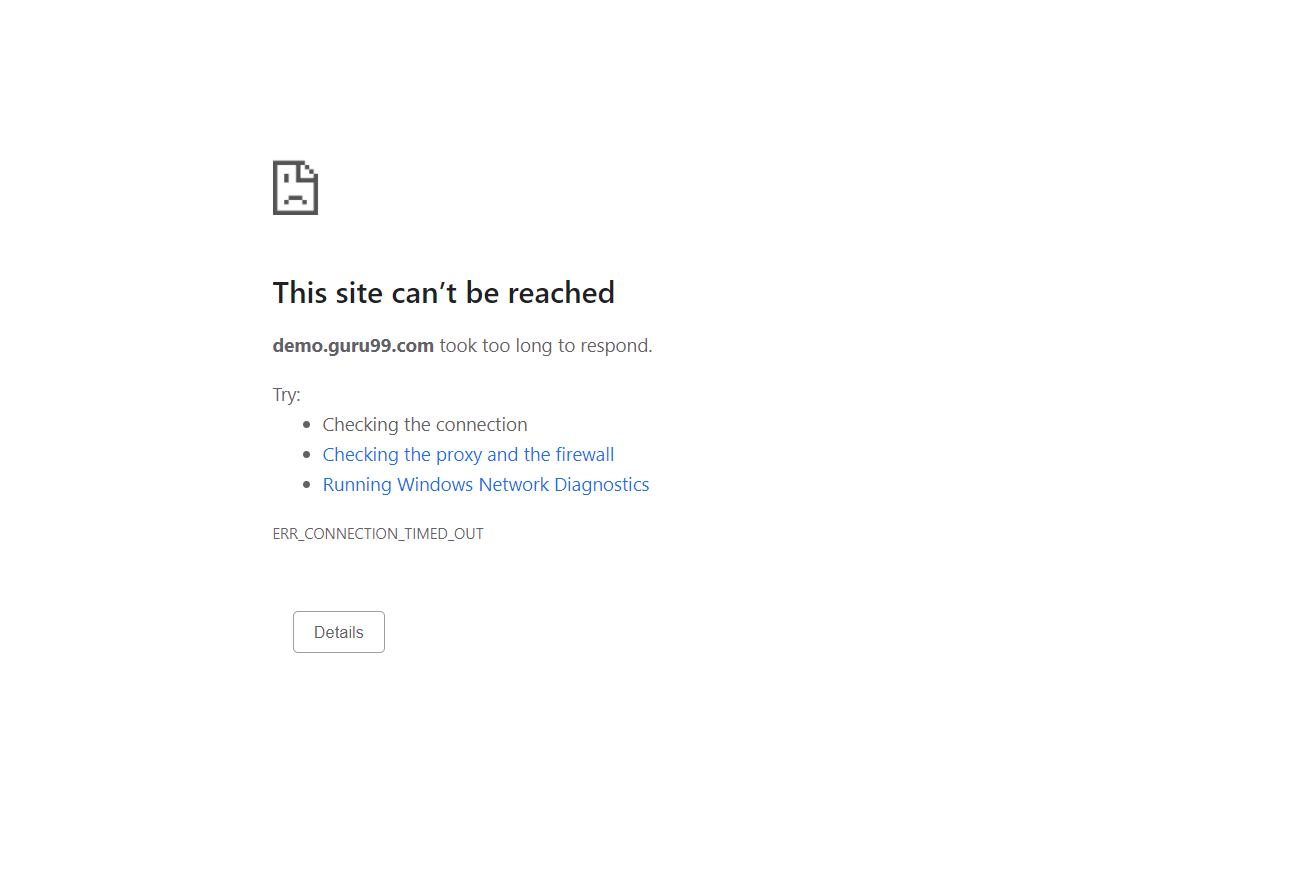 This site can’t be reached
demo.guru99.com took too long to respond.
Try:
Checking the connection
Checking the proxy and the firewall
Running Windows Network Diagnostics
ERR_CONNECTION_TIMED_OUT
Details